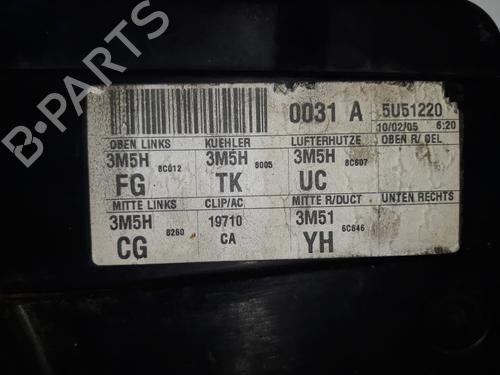 0031 A 5U51220
10/02/05 6:20
OBEN LINKS KUEHLER LUFTERHUTZE OBEN R/ OEL
3M5H 8C012 3M5H 8005 3M5H 8C607
FG TK UC
MITTE LINKS CLIP/AC MITTE R/DUCT UNTEN RECHTS
3M5H 8260 19710 3M51 6C646
CG CA YH
B-PARTS